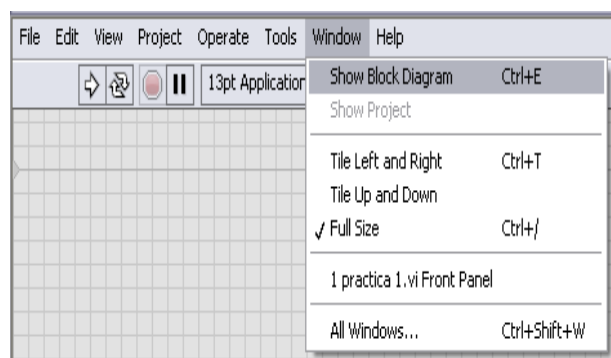 File Edit View Project Operate Tools Window Help
13pt Application
Show Block Diagram Ctrl+E
Show Project
Tile Left and Right Ctrl+T
Tile Up and Down
Full Size Ctrl+/
1 practica 1.vi Front Panel
All Windows... Ctrl+Shift+W